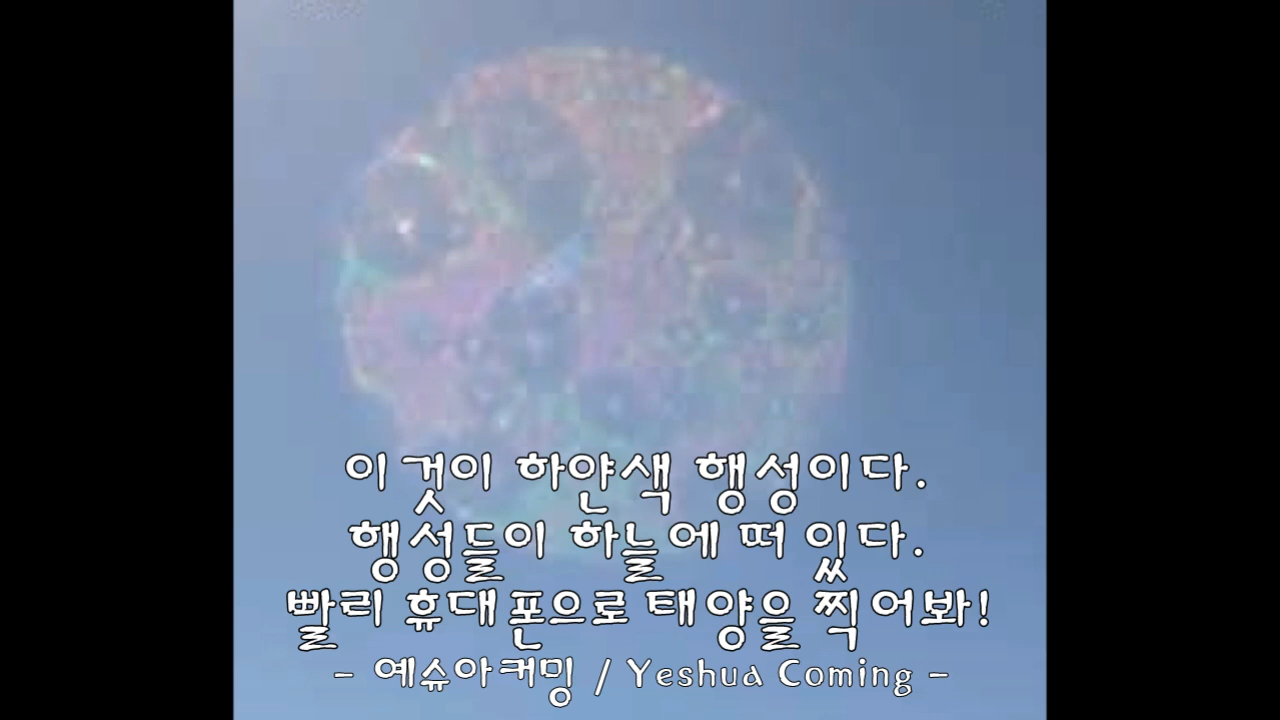 이것이 하얀색 행성이다.
행성들이 하늘에 떠 있다.
빨리 휴대폰으로 태양을 찍어봐!
- 예슈아커밍 / Yeshua Coming -